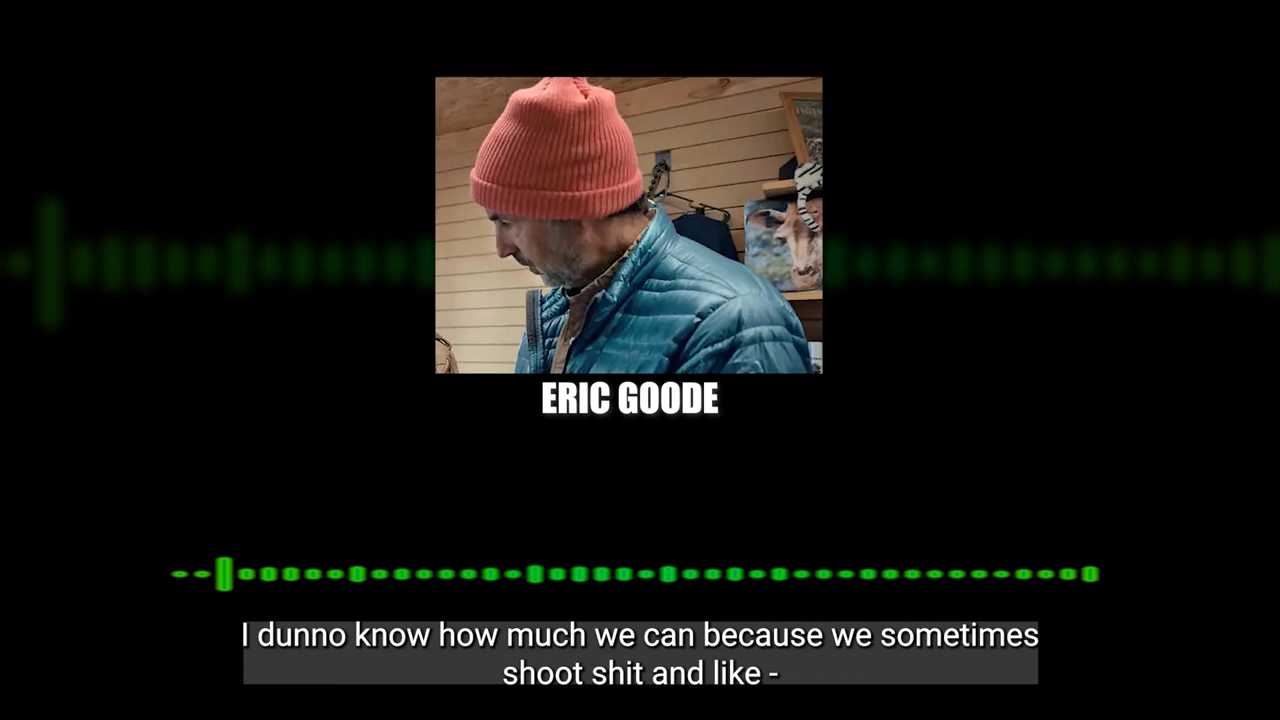 ERIC GOODE
I dunno know how much we can because we sometimes
shoot shit and like -